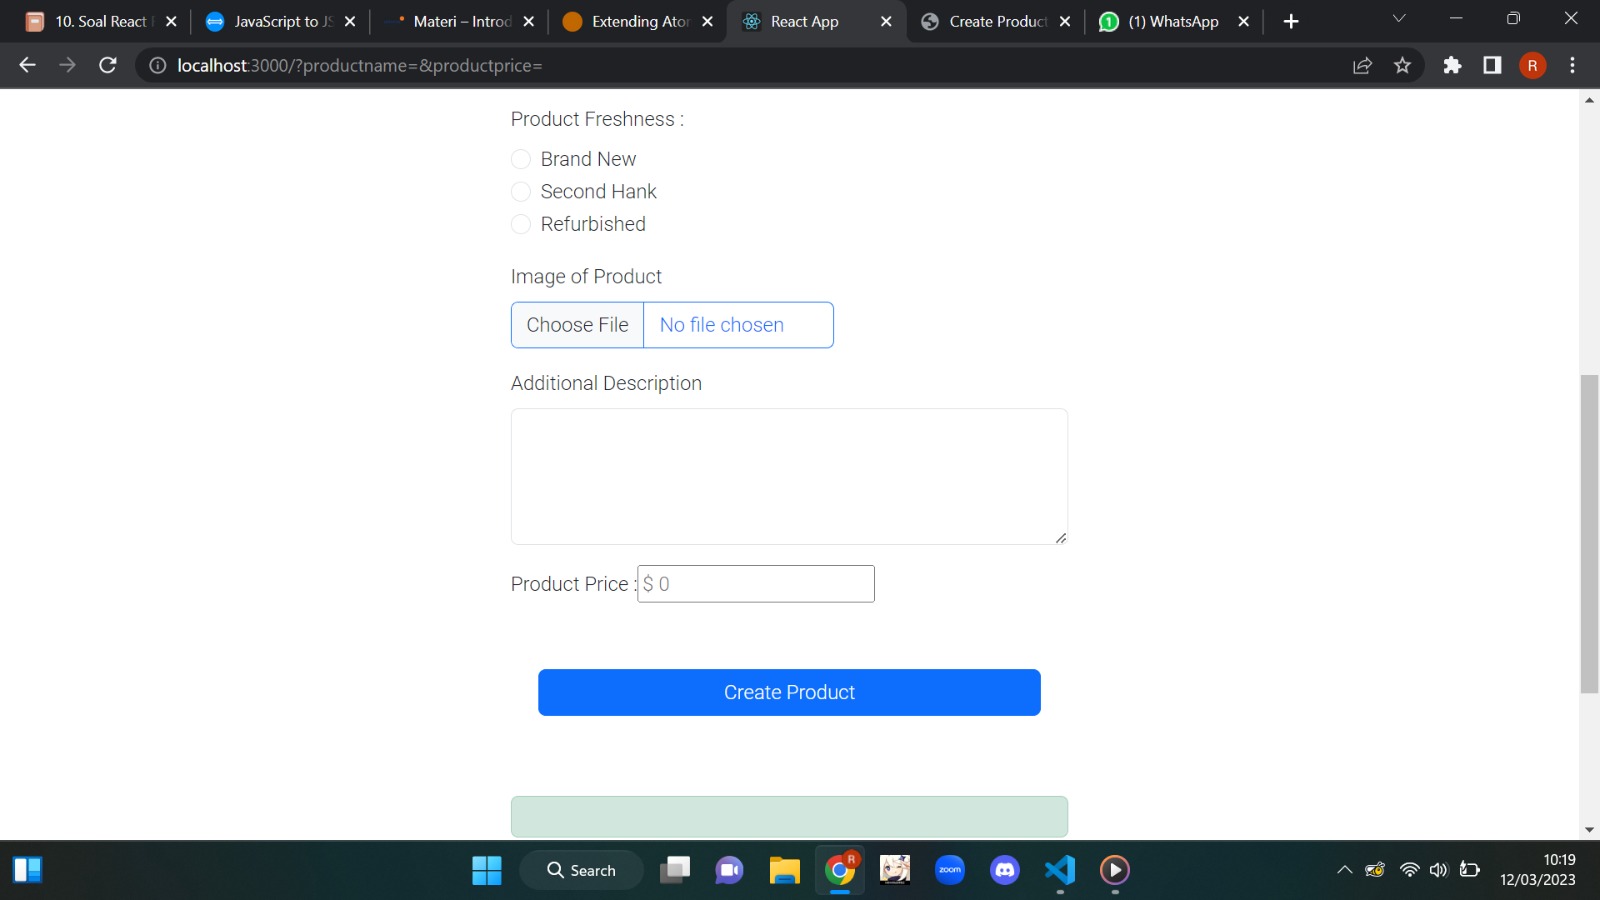 10. Soal React
JavaScript to JS
Materi – Introd
Extending Ator
React App
Create Product
(1) WhatsApp
localhost:3000/?productname=&productprice=
R
Product Freshness :
Brand New
Second Hank
Refurbished
Image of Product
Choose File
No file chosen
Additional Description
Product Price :
$ 0
Create Product
Search
R
zoom
10:19
12/03/2023